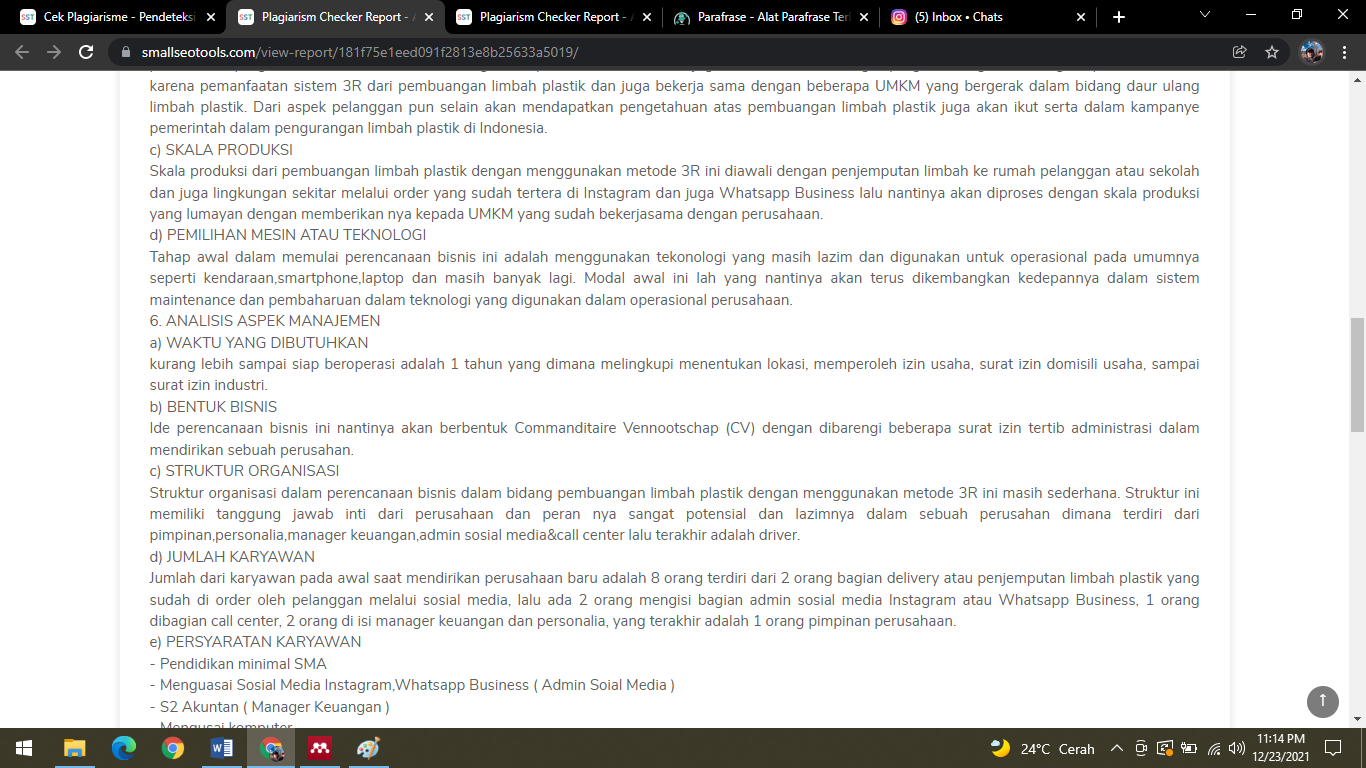 Cek Plagiarisme - Pendeteksi
Plagiarism Checker Report - A
Plagiarism Checker Report - A
Parafrase - Alat Parafrase Ter
(5) Inbox • Chats
smallseotools.com/view-report/181f75e1eed091f2813e8b25633a5019/
karena pemanfaatan sistem 3R dari pembuangan limbah plastik dan juga bekerja sama dengan beberapa UMKM yang bergerak dalam bidang daur ulang
limbah plastik. Dari aspek pelanggan pun selain akan mendapatkan pengetahuan atas pembuangan limbah plastik juga akan ikut serta dalam kampanye
pemerintah dalam pengurangan limbah plastik di Indonesia.
c) SKALA PRODUKSI
Skala produksi dari pembuangan limbah plastik dengan menggunakan metode 3R ini diawali dengan penjemputan limbah ke rumah pelanggan atau sekolah
dan juga lingkungan sekitar melalui order yang sudah tertera di Instagram dan juga Whatsapp Business lalu nantinya akan diproses dengan skala produksi
yang lumayan dengan memberikan nya kepada UMKM yang sudah bekerjasama dengan perusahaan.
d) PEMILIHAN MESIN ATAU TEKNOLOGI
Tahap awal dalam memulai perencanaan bisnis ini adalah menggunakan tekonologi yang masih lazim dan digunakan untuk operasional pada umumnya
seperti kendaraan,smartphone,laptop dan masih banyak lagi. Modal awal ini lah yang nantinya akan terus dikembangkan kedepannya dalam sistem
maintenance dan pembaharuan dalam teknologi yang digunakan dalam operasional perusahaan.
6. ANALISIS ASPEK MANAJEMEN
a) WAKTU YANG DIBUTUHKAN
kurang lebih sampai siap beroperasi adalah 1 tahun yang dimana melingkupi menentukan lokasi, memperoleh izin usaha, surat izin domisili usaha, sampai
surat izin industri.
b) BENTUK BISNIS
Ide perencanaan bisnis ini nantinya akan berbentuk Commanditaire Vennootschap (CV) dengan dibarengi beberapa surat izin tertib administrasi dalam
mendirikan sebuah perusahan.
c) STRUKTUR ORGANISASI
Struktur organisasi dalam perencanaan bisnis dalam bidang pembuangan limbah plastik dengan menggunakan metode 3R ini masih sederhana. Struktur ini
memiliki tanggung jawab inti dari perusahaan dan peran nya sangat potensial dan lazimnya dalam sebuah perusahan dimana terdiri dari
pimpinan,personalia,manager keuangan,admin sosial media&call center lalu terakhir adalah driver.
d) JUMLAH KARYAWAN
Jumlah dari karyawan pada awal saat mendirikan perusahaan baru adalah 8 orang terdiri dari 2 orang bagian delivery atau penjemputan limbah plastik yang
sudah di order oleh pelanggan melalui sosial media, lalu ada 2 orang mengisi bagian admin sosial media Instagram atau Whatsapp Business, 1 orang
dibagian call center, 2 orang di isi manager keuangan dan personalia, yang terakhir adalah 1 orang pimpinan perusahaan.
e) PERSYARATAN KARYAWAN
- Pendidikan minimal SMA
- Menguasai Sosial Media Instagram,Whatsapp Business ( Admin Soial Media )
- S2 Akuntan ( Manager Keuangan )
- Mengusai komputer
24°C Cerah
11:14 PM
12/23/2021